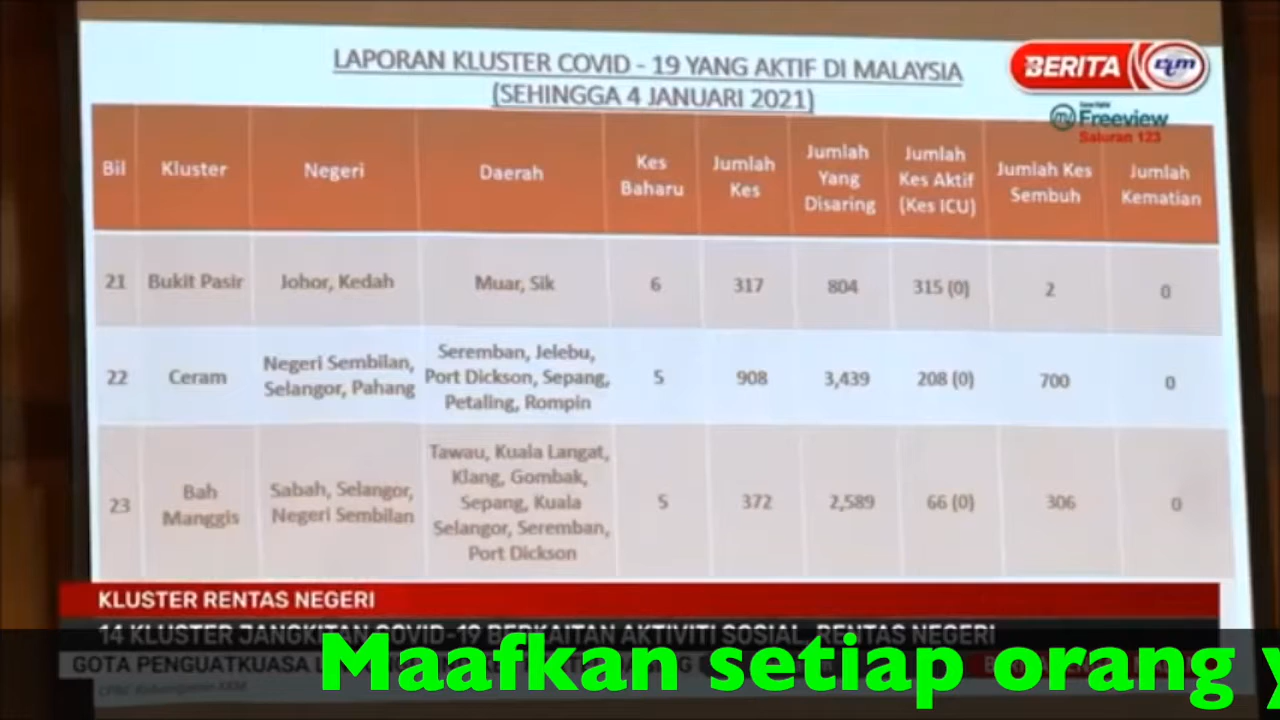 LAPORAN KLUSTER COVID - 19 YANG AKTIF DI MALAYSIA
(SEHINGGA 4 JANUARI 2021)
BERITA
Freeview
Saluran 123
Bil Kluster Negeri Daerah Kes Baharu Jumlah Kes Jumlah Yang Disaring Jumlah Kes Aktif (Kes ICU) Jumlah Kes Sembuh Jumlah Kematian
21 Bukit Pasir Johor, Kedah Muar, Sik 6 317 804 315 (0) 2 0
22 Ceram Negeri Sembilan, Selangor, Pahang Seremban, Jelebu, Port Dickson, Sepang, Petaling, Rompin 5 908 3,439 208 (0) 700 0
23 Bah Manggis Sabah, Selangor, Negeri Sembilan Tawau, Kuala Langat, Klang, Gombak, Sepang, Kuala Selangor, Seremban, Port Dickson 5 372 2,589 66 (0) 306 0
KLUSTER RENTAS NEGERI
14 KLUSTER JANGKITAN COVID-19 BERKAITAN AKTIVITI SOSIAL, RENTAS NEGERI
GOTA PENGUATKUASA
Maafkan setiap orang